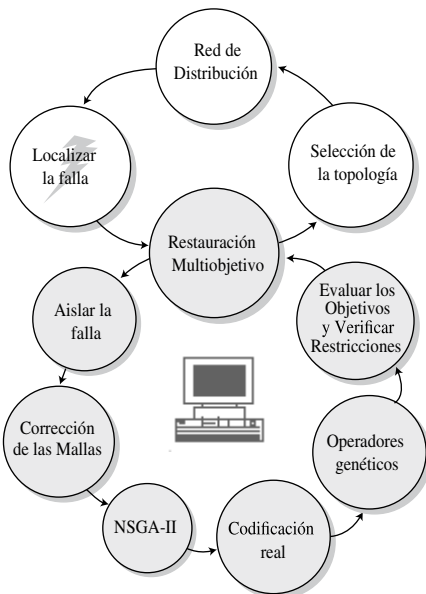 Red de
Distribución
Localizar
la falla
Selección de
la topología
Restauración
Multiobjetivo
Aislar la
falla
Evaluar los
Objetivos
y Verificar
Restricciones
Corrección
de las Mallas
Operadores
genéticos
NSGA-II
Codificación
real